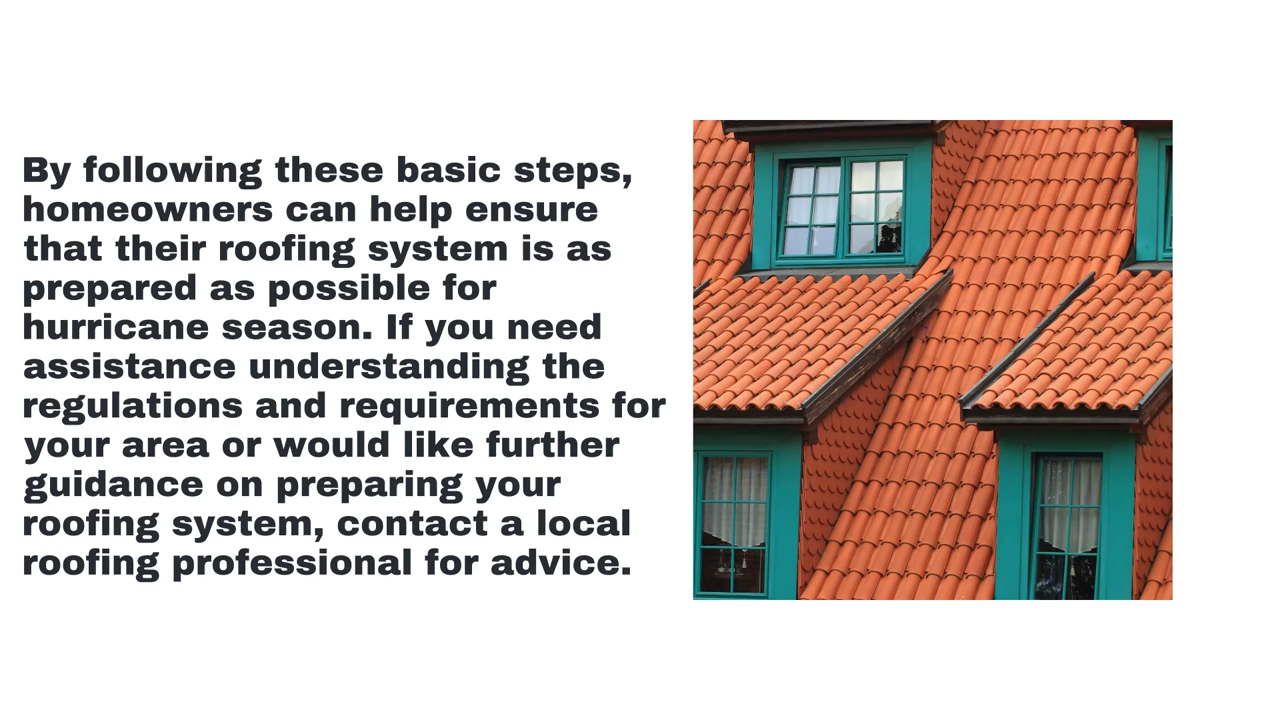 By following these basic steps,
homeowners can help ensure
that their roofing system is as
prepared as possible for
hurricane season. If you need
assistance understanding the
regulations and requirements for
your area or would like further
guidance on preparing your
roofing system, contact a local
roofing professional for advice.